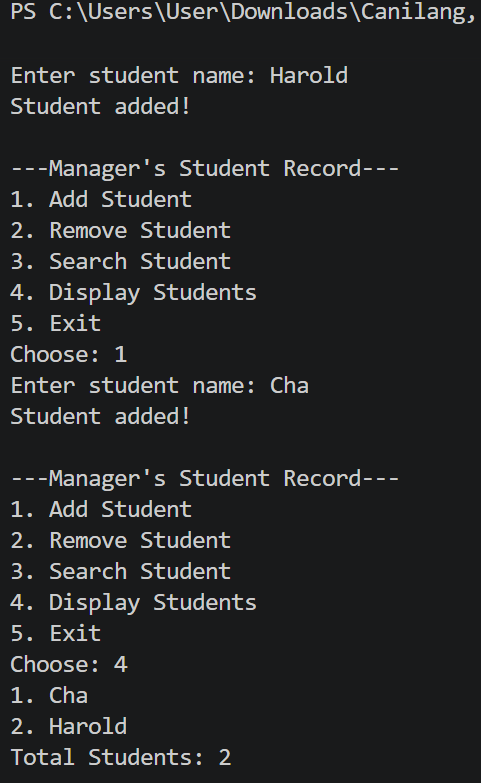 PS C:\Users\User\Downloads\Canilang,
Enter student name: Harold
Student added!
---Manager's Student Record---
1. Add Student
2. Remove Student
3. Search Student
4. Display Students
5. Exit
Choose: 1
Enter student name: Cha
Student added!
---Manager's Student Record---
1. Add Student
2. Remove Student
3. Search Student
4. Display Students
5. Exit
Choose: 4
1. Cha
2. Harold
Total Students: 2